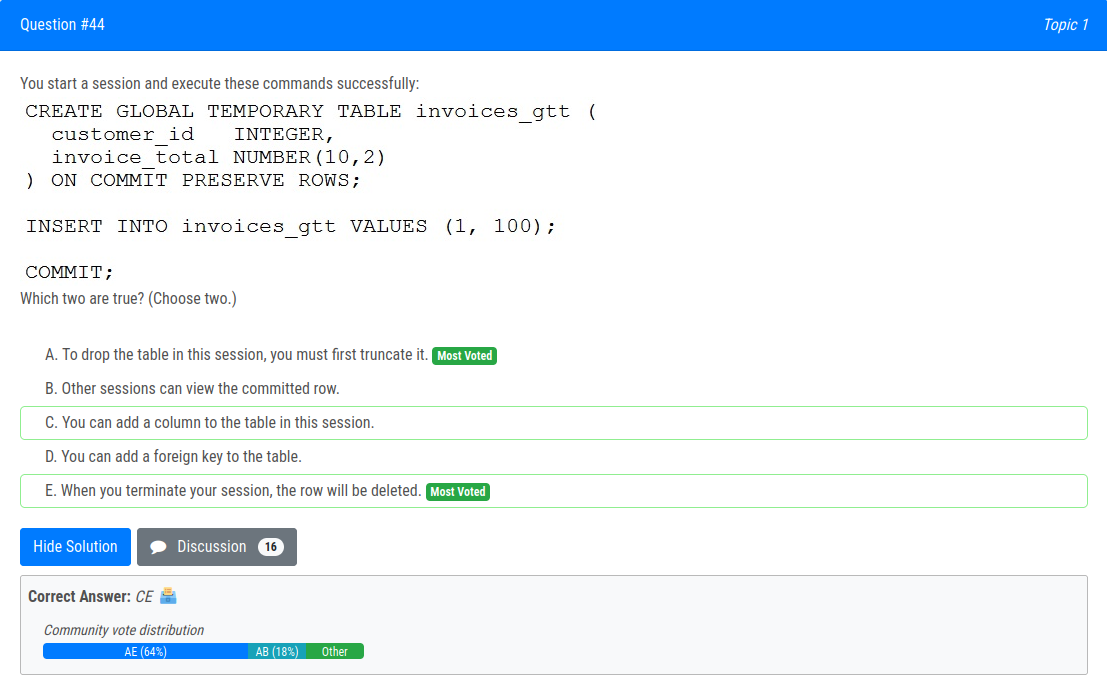 Question #44
Topic 1
You start a session and execute these commands successfully:
CREATE GLOBAL TEMPORARY TABLE invoices_gtt (
customer_id INTEGER,
invoice_total NUMBER(10,2)
) ON COMMIT PRESERVE ROWS;
INSERT INTO invoices_gtt VALUES (1, 100);
COMMIT;
Which two are true? (Choose two.)
A. To drop the table in this session, you must first truncate it. Most Voted
B. Other sessions can view the committed row.
C. You can add a column to the table in this session.
D. You can add a foreign key to the table.
E. When you terminate your session, the row will be deleted. Most Voted
Hide Solution
Discussion 16
Correct Answer: CE
Community vote distribution
AE (64%) AB (18%) Other